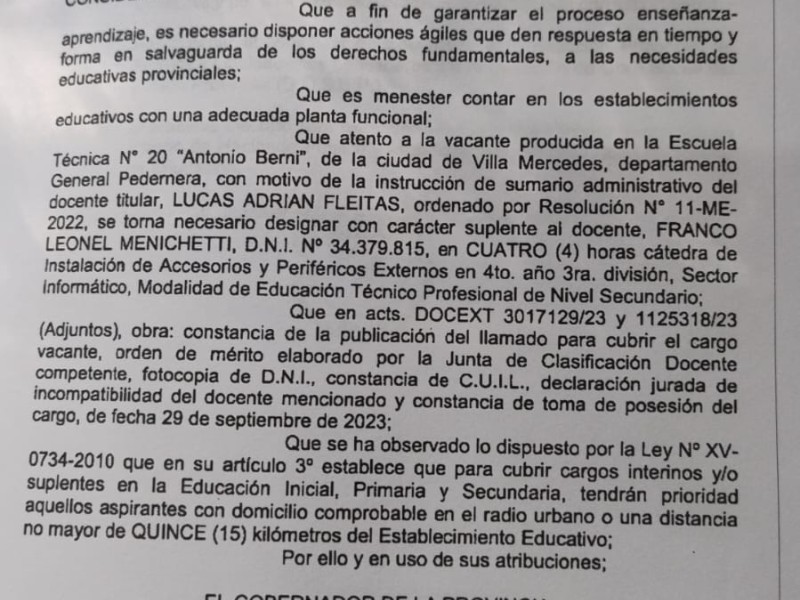 Que a fin de garantizar el proceso enseñanza-
aprendizaje, es necesario disponer acciones ágiles que den respuesta en tiempo y
forma en salvaguarda de los derechos fundamentales, a las necesidades
educativas provinciales;
Que es menester contar en los establecimientos
educativos con una adecuada planta funcional;
Que atento a la vacante producida en la Escuela
Técnica N° 20 "Antonio Berni", de la ciudad de Villa Mercedes, departamento
General Pedernera, con motivo de la instrucción de sumario administrativo del
docente titular, LUCAS ADRIAN FLEITAS, ordenado por Resolución N° 11-ME-
2022, se torna necesario designar con carácter suplente al docente, FRANCO
LEONEL MENICHETTI, D.N.I. Nº 34.379.815, en CUATRO (4) horas cátedra de
Instalación de Accesorios y Periféricos Externos en 4to. año 3ra. división, Sector
Informático, Modalidad de Educación Técnico Profesional de Nivel Secundario;
Que en acts. DOCEXT 3017129/23 y 1125318/23
(Adjuntos), obra: constancia de la publicación del llamado para cubrir el cargo
vacante, orden de mérito elaborado por la Junta de Clasificación Docente
competente, fotocopia de D.N.I., constancia de C.U.I.L., declaración jurada de
incompatibilidad del docente mencionado y constancia de toma de posesión del
cargo, de fecha 29 de septiembre de 2023;
Que se ha observado lo dispuesto por la Ley Nº XV-
0734-2010 que en su artículo 3º establece que para cubrir cargos interinos y/o
suplentes en la Educación Inicial, Primaria y Secundaria, tendrán prioridad
aquellos aspirantes con domicilio comprobable en el radio urbano o una distancia
no mayor de QUINCE (15) kilómetros del Establecimiento Educativo;
Por ello y en uso de sus atribuciones;
EL GOBERNADOR DE LA PROVINCIA